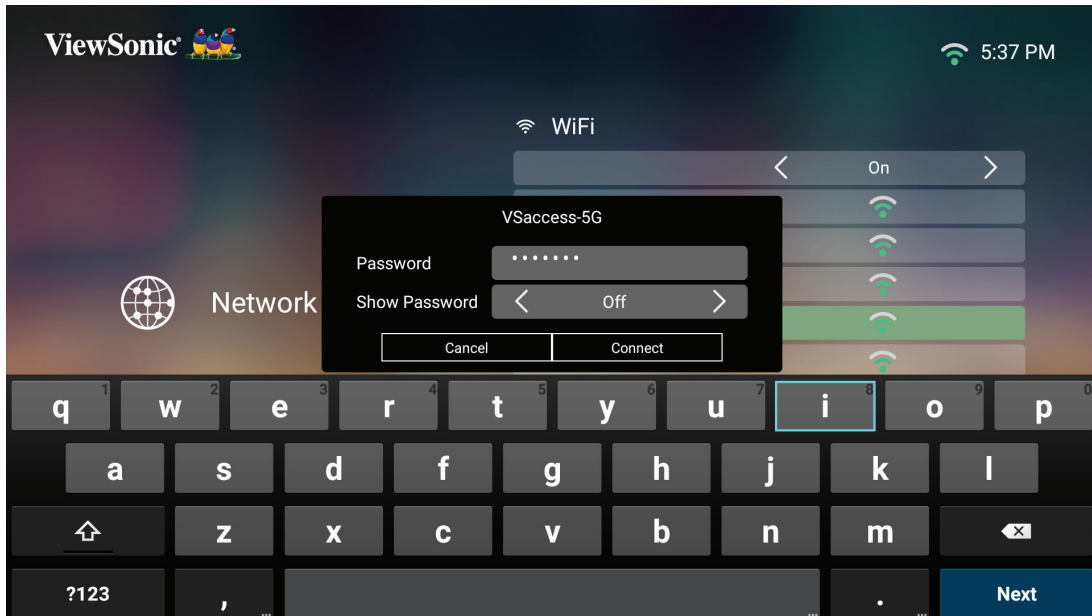 ViewSonic®
5:37 PM
WiFi
On
VSaccess-5G
Password •••••••
Show Password Off
Network
Cancel Connect
q 1 w 2 e 3 r 4 t 5 y 6 u 7 i 8 o 9 p 0
a s d f g h j k l
z x c v b n m
?123 , . Next